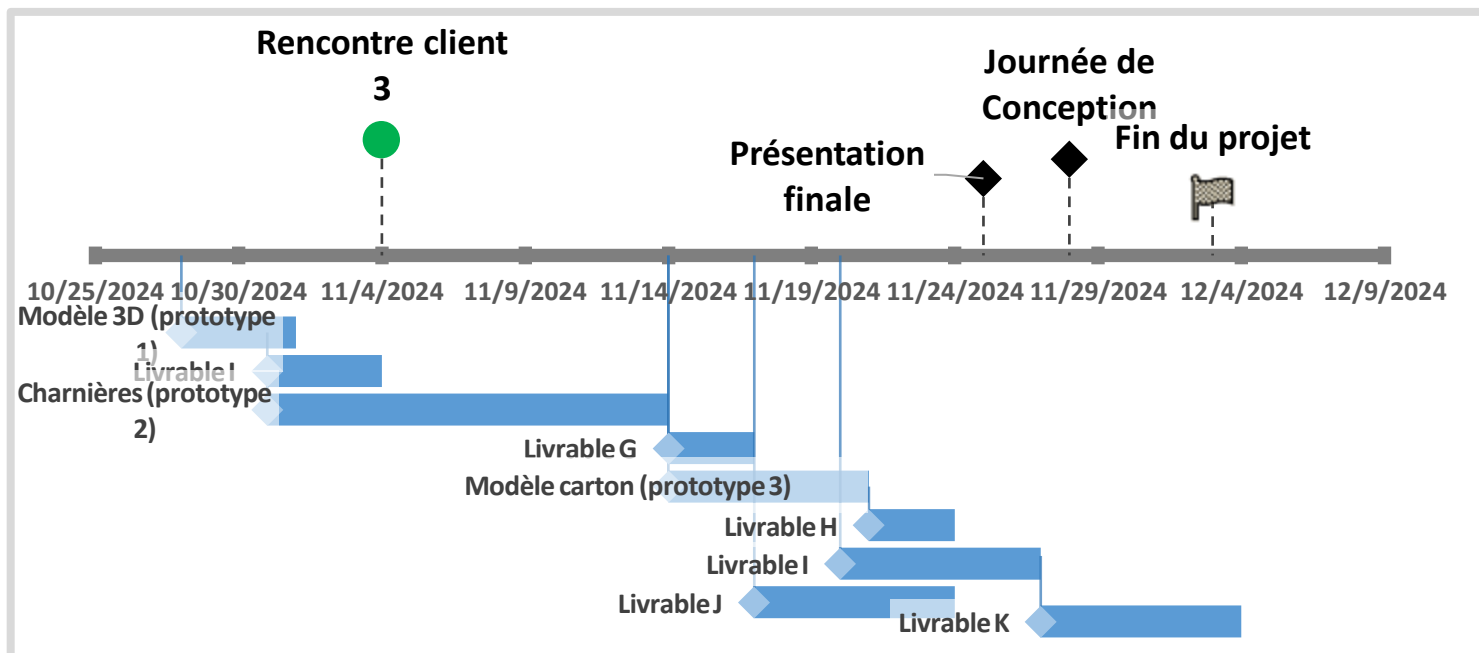 Rencontre client
3
Journée de
Conception
Fin du projet
Présentation
finale
10/25/2024 10/30/2024 11/4/2024 11/9/2024 11/14/2024 11/19/2024 11/24/2024 11/29/2024 12/4/2024 12/9/2024
Modèle 3D (prototype
1)
Livrable
Charnières (prototype
2)
Livrable G
Modèle carton (prototype 3)
Livrable H
Livrable I
Livrable J
Livrable K